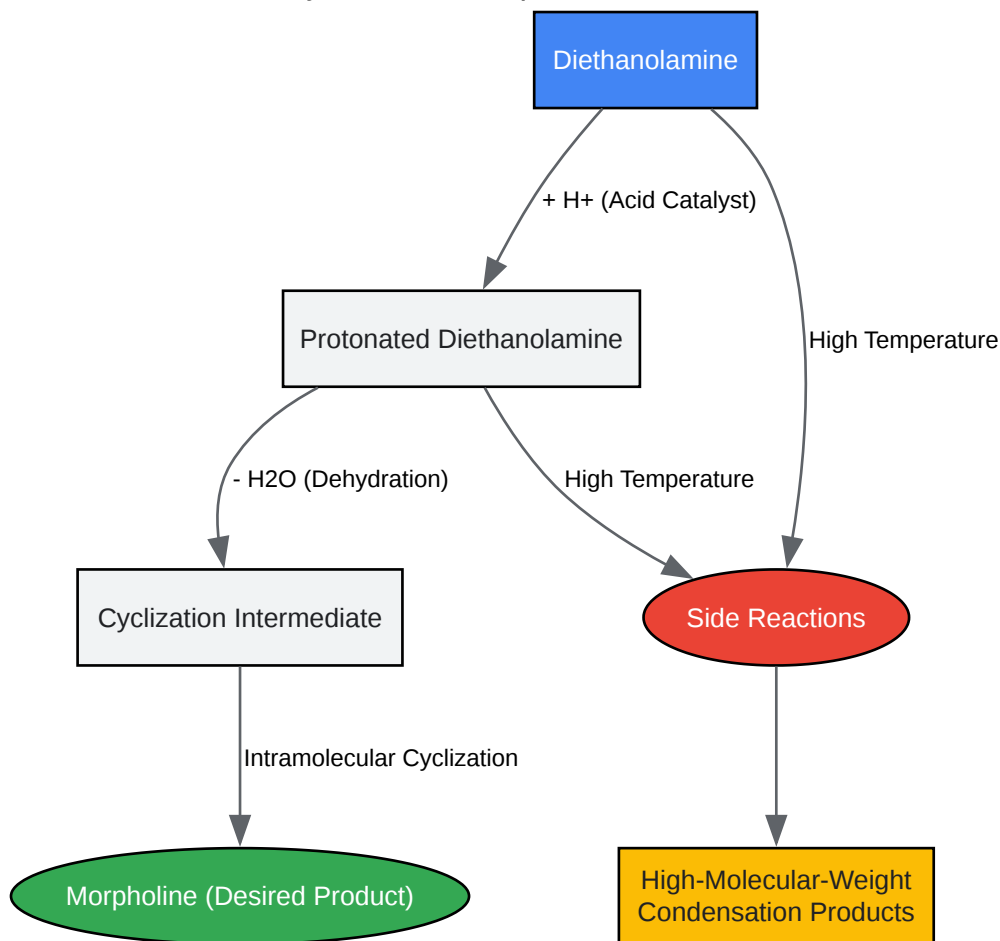 Diethanolamine
+ H+ (Acid Catalyst)
Protonated Diethanolamine
High Temperature
- H2O (Dehydration)
High Temperature
Cyclization Intermediate
Side Reactions
Intramolecular Cyclization
Morpholine (Desired Product)
High-Molecular-Weight
Condensation Products